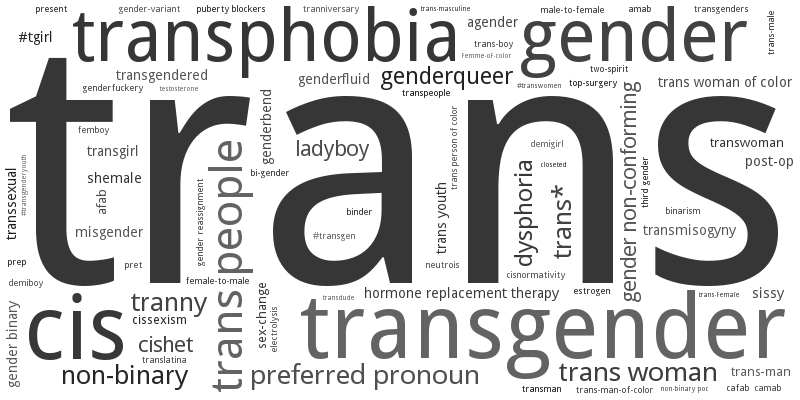 present
gender-variant
puberty blockers
tranniversary
trans-masculine
male-to-female
amab
transgenders
#tgirl
transphobia
agender
gender
trans-male
trans-boy
Femme-of-color
transgendered
genderfluid
genderqueer
two-spirit
genderfuckery
testosterone
transpeople
#transwomen
top-surgery
trans woman of color
trans
femboy
genderbend
trans person of color
gender non-conforming
transgirl
ladyboy
demigirl
transwoman
transsexual
#transgenderyouth
shemale
bi-gender
closeted
post-op
afab
gender reassignment
trans people
binder
trans youth
dysphoria
trans*
third gender
binarism
misgender
#transgen
transmisogyny
prep
pret
neutrois
cisnormativity
demiboy
female-to-male
transdude
hormone replacement therapy
estrogen
trans-female
sissy
gender binary
cis
tranny
sex-change
electrolysis
transgender
cissexism
cishet
translatina
non-binary
preferred pronoun
trans woman
trans-man
transman
trans-man-of-color
non-binary poc
cafab
camab